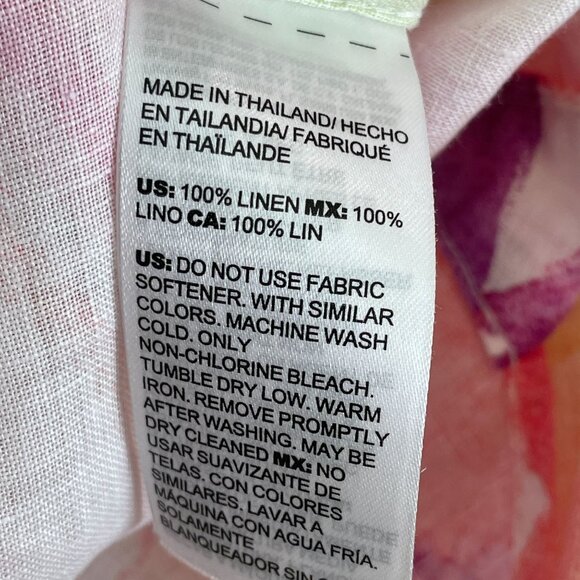 MADE IN THAILAND/ HECHO
EN TAILANDIA/ FABRIQUÉ
EN THAÏLANDE
US: 100% LINEN MX: 100%
LINO CA: 100% LIN
US: DO NOT USE FABRIC
SOFTENER. WITH SIMILAR
COLORS. MACHINE WASH
COLD. ONLY
NON-CHLORINE BLEACH.
TUMBLE DRY LOW. WARM
IRON. REMOVE PROMPTLY
AFTER WASHING. MAY BE
DRY CLEANED MX: NO
USAR SUAVIZANTE DE
TELAS. CON COLORES
SIMILARES. LAVAR A
MÁQUINA CON AGUA FRÍA.
SOLAMENTE
BLANQUEADOR SIN